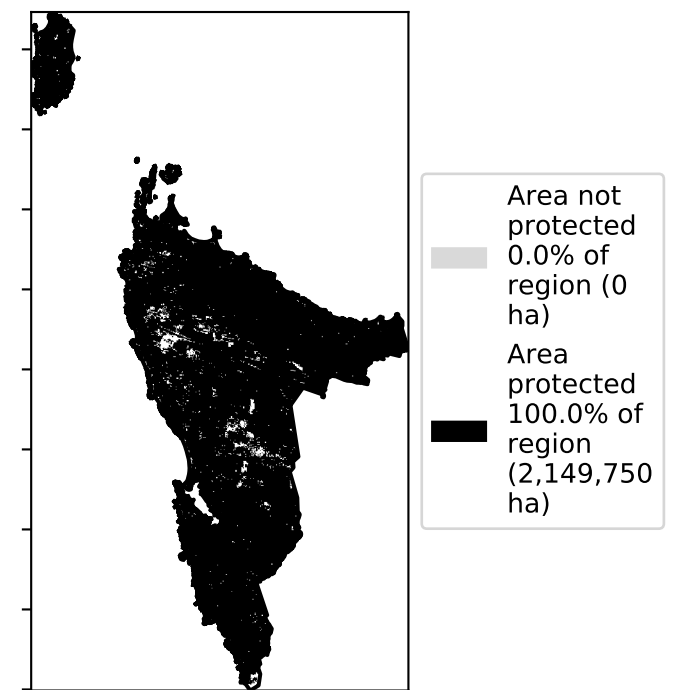 Area not
protected
0.0% of
region (0
ha)
Area
protected
100.0% of
region
(2,149,750
ha)